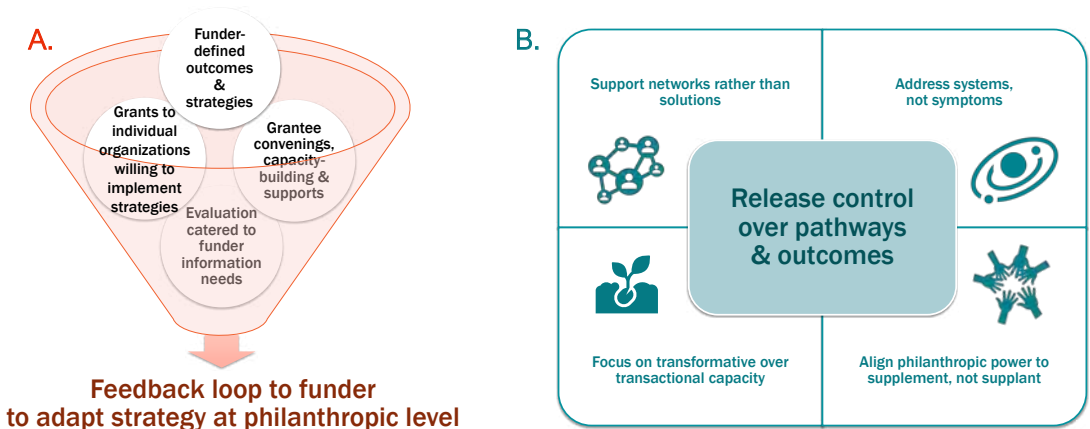 A.
Funder-
defined
outcomes
&
strategies
Grants to
individual
organizations
willing to
implement
strategies
Grantee
convenings,
capacity-
building &
supports
Evaluation
catered to
funder
information
needs
Feedback loop to funder
to adapt strategy at philanthropic level
B.
Support networks rather than
solutions
Address systems,
not symptoms
Release control
over pathways
& outcomes
Focus on transformative over
transactional capacity
Align philanthropic power to
supplement, not supplant